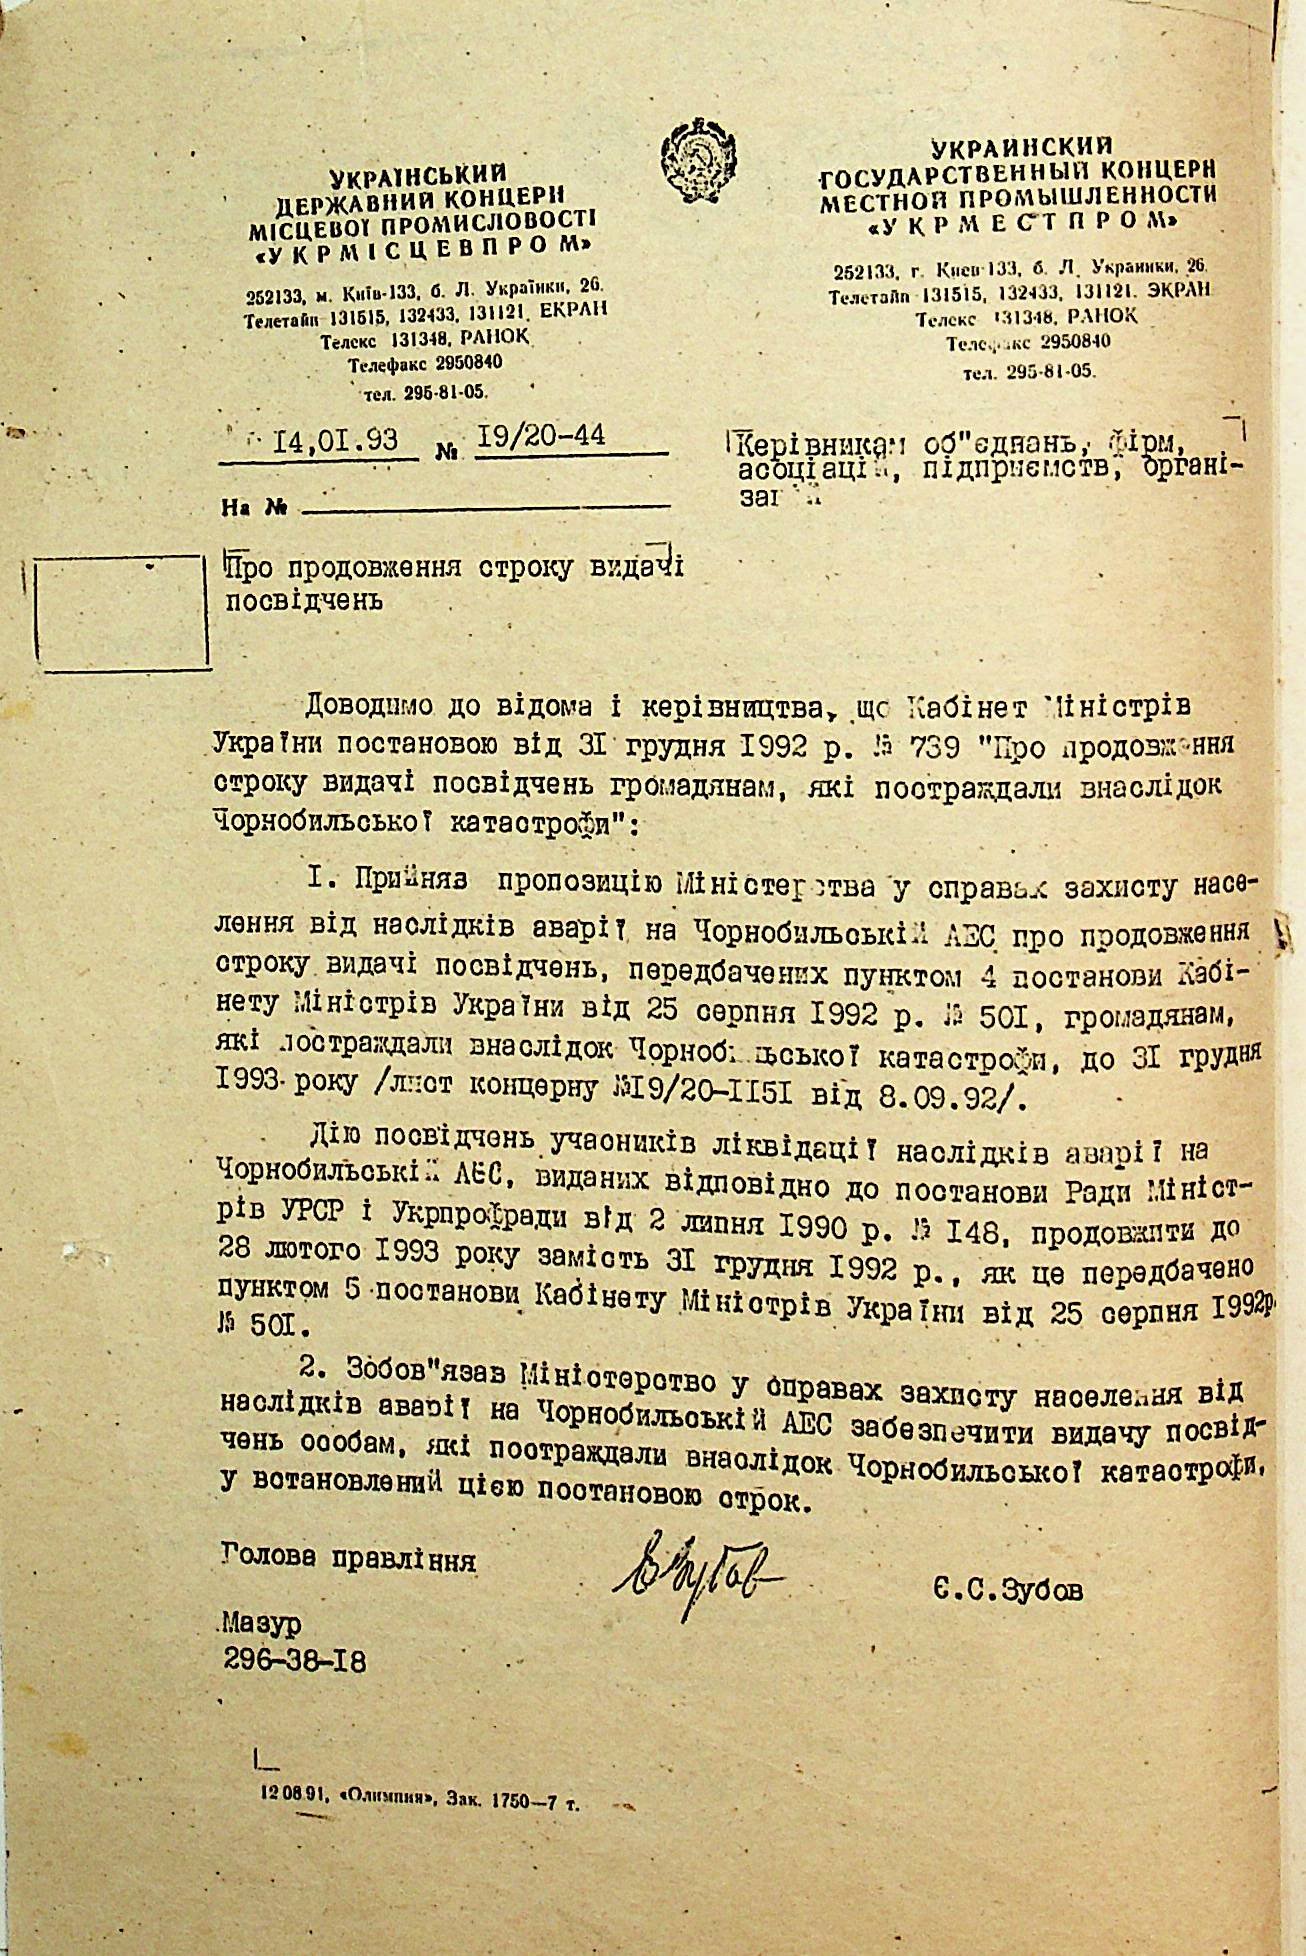 УКРАЇНСЬКИЙ
ДЕРЖАВНИЙ КОНЦЕРН
МІСЦЕВОЇ ПРОМИСЛОВОСТІ
«УКРМІСЦЕВПРОМ»
252133, м. Київ-133, б. Л. Українки, 26.
Телетайп 131515, 132433, 131121. ЕКРАН
Телекс 131348, РАНОК
Телефакс 2950840
тел. 295-81-05.
УКРАИНСКИЙ
ГОСУДАРСТВЕННЫЙ КОНЦЕРН
МЕСТНОЙ ПРОМЫШЛЕННОСТИ
«УКРМЕСТПРОМ»
252133, г. Киев-133, б. Л. Украинки, 26.
Телетайп 131515, 132433, 131121. ЭКРАН
Телекс 131348, РАНОК
Телефакс 2950840
тел. 295-81-05.
14,01.93 № 19/20-44
На №
Керівникам об"єднань, фірм,
асоціацій, підприємств, органі-
Про продовження строку видачі
посвідчень
Доводимо до відома і керівництва, що Кабінет Міністрів
України постановою від 31 грудня 1992 р. № 739 "Про продовження
строку видачі посвідчень громадянам, які постраждали внаслідок
Чорнобильської катастрофи":
1. Прийняв пропозицію Міністерства у справах захисту насе-
лення від наслідків аварії на Чорнобильській АЕС про продовження
строку видачі посвідчень, передбачених пунктом 4 постанови Кабі-
нету Міністрів України від 25 серпня 1992 р. № 501, громадянам,
які постраждали внаслідок Чорнобильської катастрофи, до 31 грудня
1993 року /лист концерну №19/20-1151 від 8.09.92/.
Дію посвідчень учасників ліквідації наслідків аварії на
Чорнобильській АЕС, виданих відповідно до постанови Ради Мініст-
рів УРСР і Укрпрофради від 2 липня 1990 р. № 148, продовжити до
28 лютого 1993 року замість 31 грудня 1992 р., як це передбачено
пунктом 5 постанови Кабінету Міністрів України від 25 серпня 1992р.
№ 501.
2. Зобов"язав Міністерство у справах захисту населення від
наслідків аварії на Чорнобильській АЕС забезпечити видачу посвід-
чень особам, які постраждали внаслідок Чорнобильської катастрофи,
у встановлений цією постановою строк.
Голова правління
Є.С.Зубов
Мазур
296-38-18
12 08 91, «Олимпия», Зак. 1750—7 т.